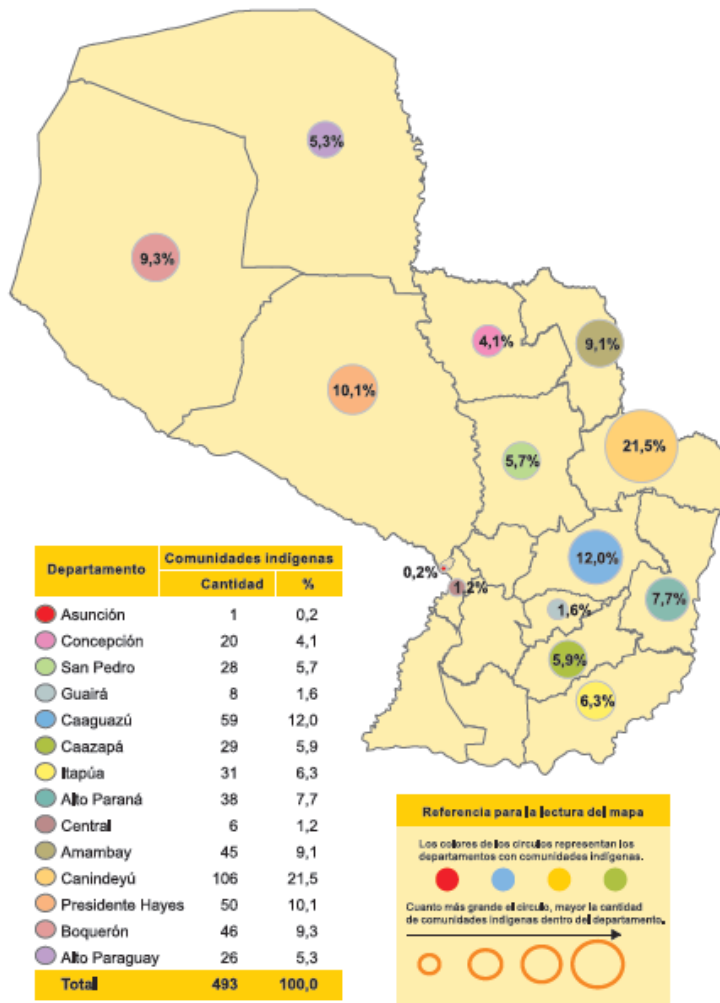 5,3%
9,3%
4,1%
9,1%
10,1%
21,5%
5,7%
12,0%
0,2%
1,2%
1,6%
7,7%
5,9%
6,3%
Departamento Comunidades indígenas
Cantidad %
Asunción 1 0,2
Concepción 20 4,1
San Pedro 28 5,7
Guairá 8 1,6
Caaguazú 59 12,0
Caazapá 29 5,9
Itapúa 31 6,3
Alto Paraná 38 7,7
Central 6 1,2
Amambay 45 9,1
Canindeyú 106 21,5
Presidente Hayes 50 10,1
Boquerón 46 9,3
Alto Paraguay 26 5,3
Total 493 100,0
Referencia para la lectura del mapa
Los colores de los círculos representan los
departamentos con comunidades indígenas.
Cuanto más grande el círculo, mayor la cantidad
de comunidades indígenas dentro del departamento.